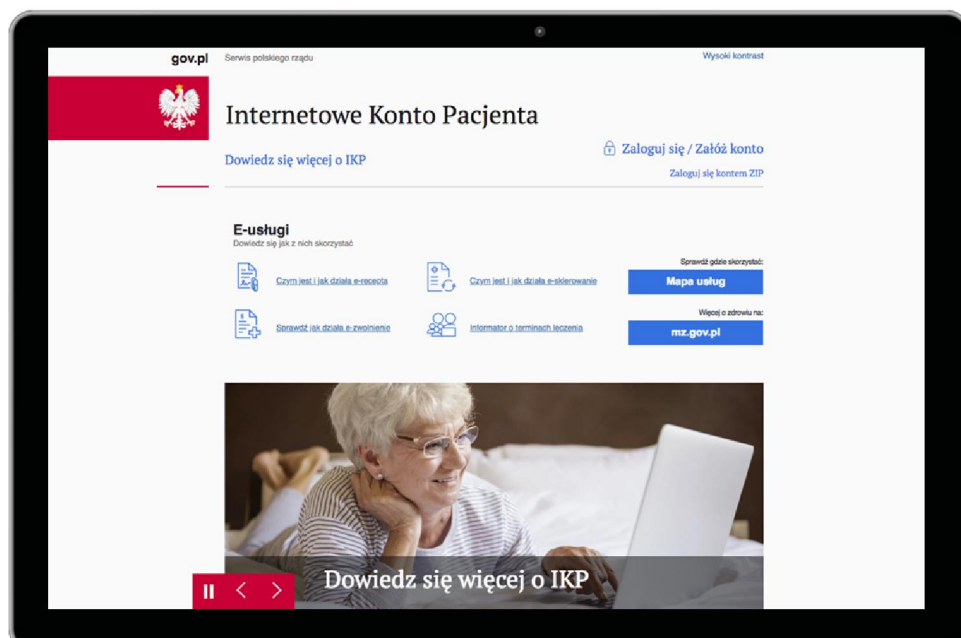 gov.pl Serwis polskiego rządu Wysoki kontrast
Internetowe Konto Pacjenta
Dowiedz się więcej o IKP
Zaloguj się / Załóż konto
Zaloguj się kontem ZIP
E-usługi
Dowiedz się jak z nich skorzystać
Czym jest i jak działa e-recepta
Czym jest i jak działa e-skierowanie
Sprawdź jak działa e-zwolnienie
Informator o terminach leczenia
Sprawdź gdzie skorzystać:
Mapa usług
Więcej o zdrowiu na:
mz.gov.pl
Dowiedz się więcej o IKP